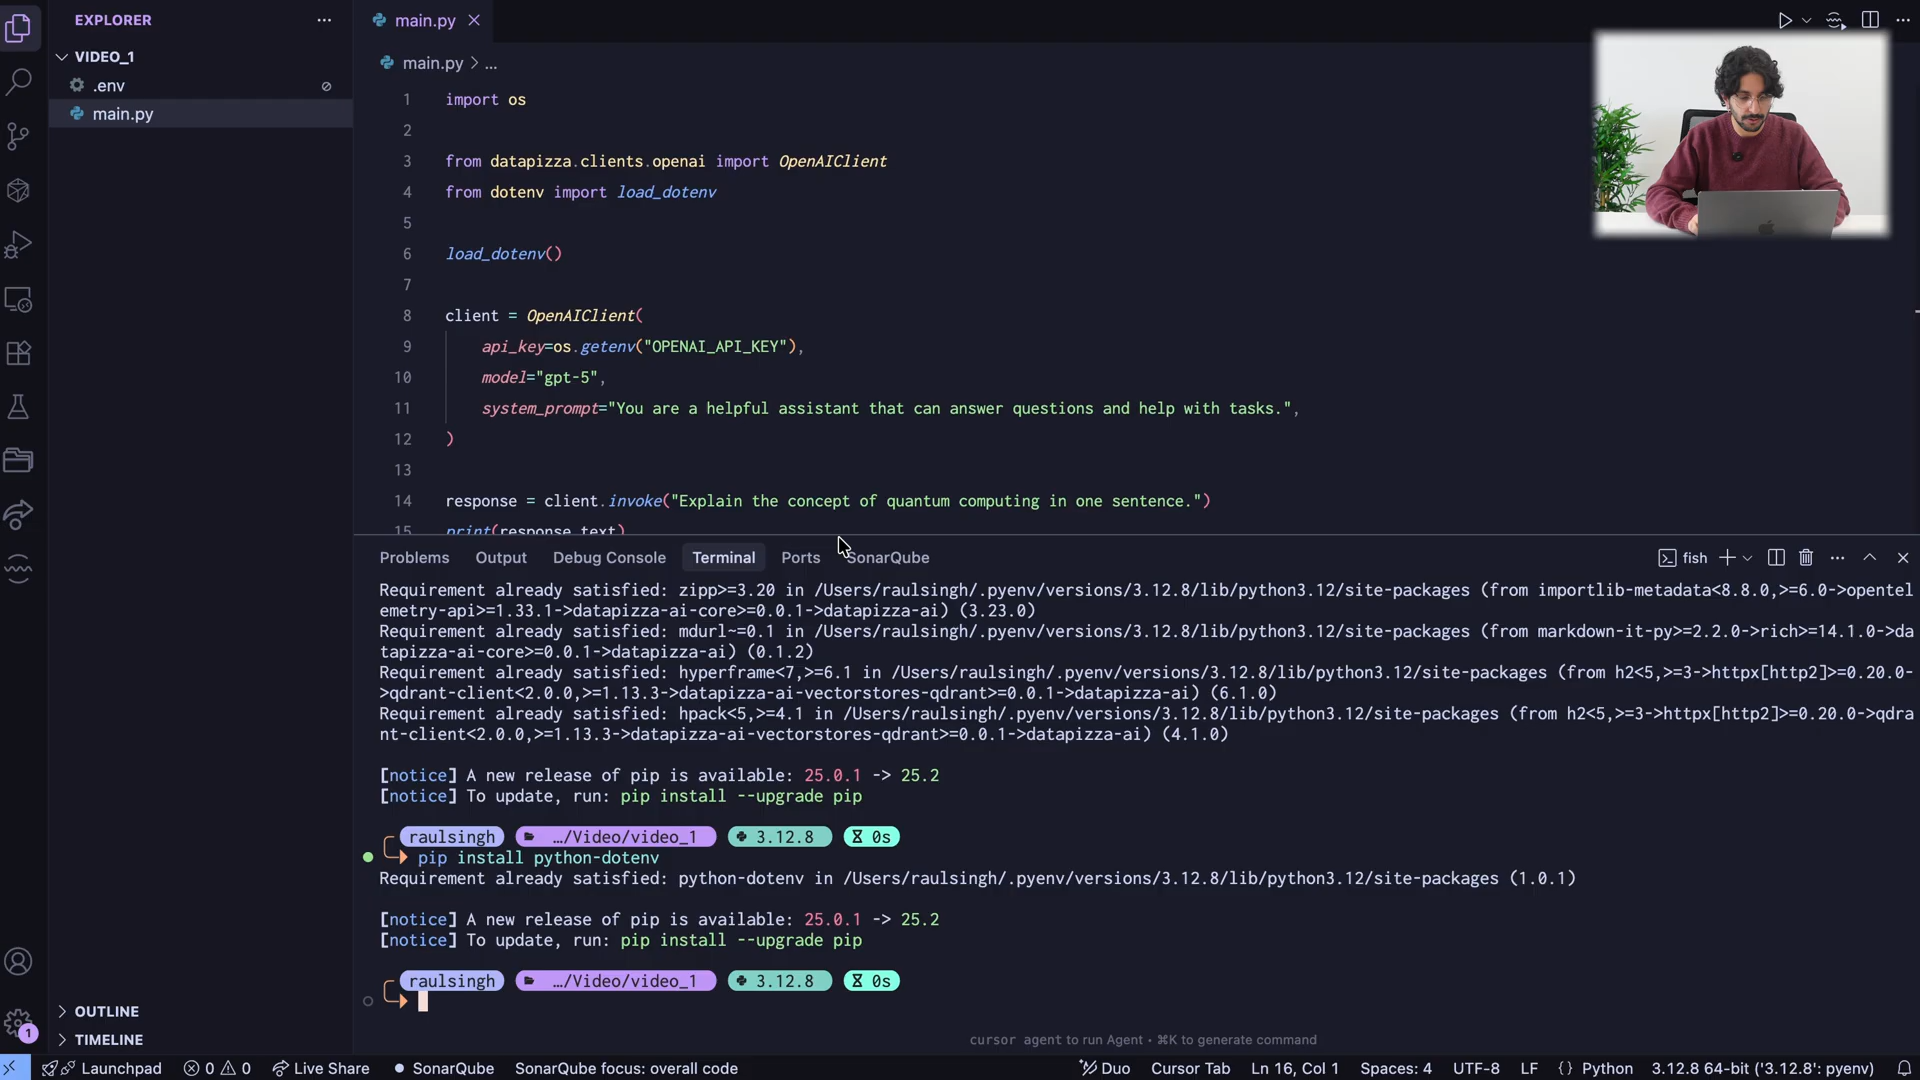 EXPLORER
VIDEO_1
.env
main.py
OUTLINE
TIMELINE
main.py
main.py > ...
1 import os
2
3 from datapizza.clients.openai import OpenAIClient
4 from dotenv import load_dotenv
5
6 load_dotenv()
7
8 client = OpenAIClient(
9 api_key=os.getenv("OPENAI_API_KEY"),
10 model="gpt-5",
11 system_prompt="You are a helpful assistant that can answer questions and help with tasks.",
12 )
13
14 response = client.invoke("Explain the concept of quantum computing in one sentence.")
15 print(response.text)
Problems Output Debug Console Terminal Ports SonarQube fish
Requirement already satisfied: zipp>=3.20 in /Users/raulsingh/.pyenv/versions/3.12.8/lib/python3.12/site-packages (from importlib-metadata<8.8.0,>=6.0->opentel
emetry-api>=1.33.1->datapizza-ai-core>=0.0.1->datapizza-ai) (3.23.0)
Requirement already satisfied: mdurl~=0.1 in /Users/raulsingh/.pyenv/versions/3.12.8/lib/python3.12/site-packages (from markdown-it-py>=2.2.0->rich>=14.1.0->da
tapizza-ai-core>=0.0.1->datapizza-ai) (0.1.2)
Requirement already satisfied: hyperframe<7,>=6.1 in /Users/raulsingh/.pyenv/versions/3.12.8/lib/python3.12/site-packages (from h2<5,>=3->httpx[http2]>=0.20.0-
>qdrant-client<2.0.0,>=1.13.3->datapizza-ai-vectorstores-qdrant>=0.0.1->datapizza-ai) (6.1.0)
Requirement already satisfied: hpack<5,>=4.1 in /Users/raulsingh/.pyenv/versions/3.12.8/lib/python3.12/site-packages (from h2<5,>=3->httpx[http2]>=0.20.0->qdra
nt-client<2.0.0,>=1.13.3->datapizza-ai-vectorstores-qdrant>=0.0.1->datapizza-ai) (4.1.0)
[notice] A new release of pip is available: 25.0.1 -> 25.2
[notice] To update, run: pip install --upgrade pip
raulsingh …/Video/video_1 3.12.8 0s
pip install python-dotenv
Requirement already satisfied: python-dotenv in /Users/raulsingh/.pyenv/versions/3.12.8/lib/python3.12/site-packages (1.0.1)
[notice] A new release of pip is available: 25.0.1 -> 25.2
[notice] To update, run: pip install --upgrade pip
raulsingh …/Video/video_1 3.12.8 0s
cursor agent to run Agent • ⌘K to generate command
1
Launchpad 0 0 Live Share SonarQube SonarQube focus: overall code Duo Cursor Tab Ln 16, Col 1 Spaces: 4 UTF-8 LF {} Python 3.12.8 64-bit ('3.12.8': pyenv)